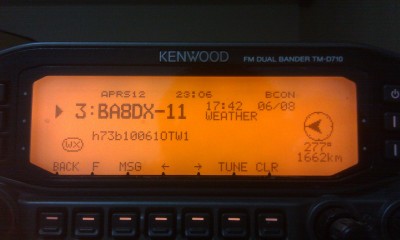 KENWOOD FM DUAL BANDER TM-D710
APRS12 23:06 BCON
3:BA8DX-11 17:42 06/08
WEATHER
WX h73b10061OTW1
277°
1662km
BACK F MSG ← → TUNE CLR